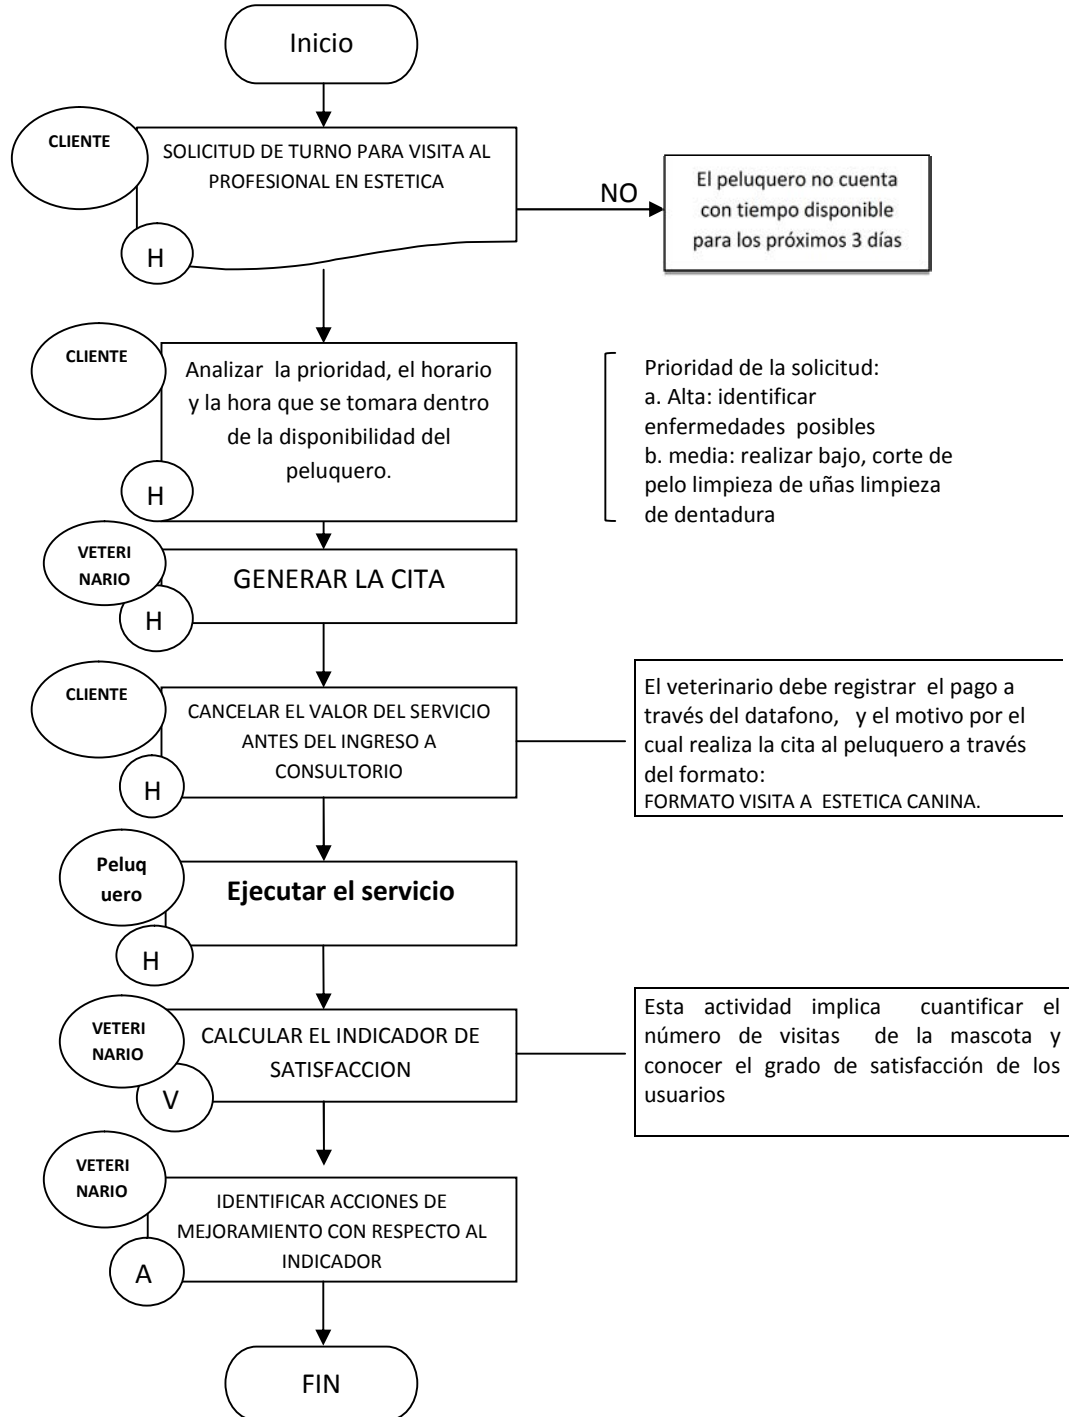 Inicio
CLIENTE
SOLICITUD DE TURNO PARA VISITA AL
PROFESIONAL EN ESTETICA
H
NO
El peluquero no cuenta
con tiempo disponible
para los próximos 3 días
CLIENTE
Analizar la prioridad, el horario
y la hora que se tomara dentro
de la disponibilidad del
peluquero.
H
Prioridad de la solicitud:
a. Alta: identificar
enfermedades posibles
b. media: realizar bajo, corte de
pelo limpieza de uñas limpieza
de dentadura
VETERI
NARIO
GENERAR LA CITA
H
CLIENTE
CANCELAR EL VALOR DEL SERVICIO
ANTES DEL INGRESO A
CONSULTORIO
H
El veterinario debe registrar el pago a
través del datafono, y el motivo por el
cual realiza la cita al peluquero a través
del formato:
FORMATO VISITA A ESTETICA CANINA.
Peluq
uero
Ejecutar el servicio
H
VETERI
NARIO
CALCULAR EL INDICADOR DE
SATISFACCION
V
Esta actividad implica cuantificar el
número de visitas de la mascota y
conocer el grado de satisfacción de los
usuarios
VETERI
NARIO
IDENTIFICAR ACCIONES DE
MEJORAMIENTO CON RESPECTO AL
INDICADOR
A
FIN